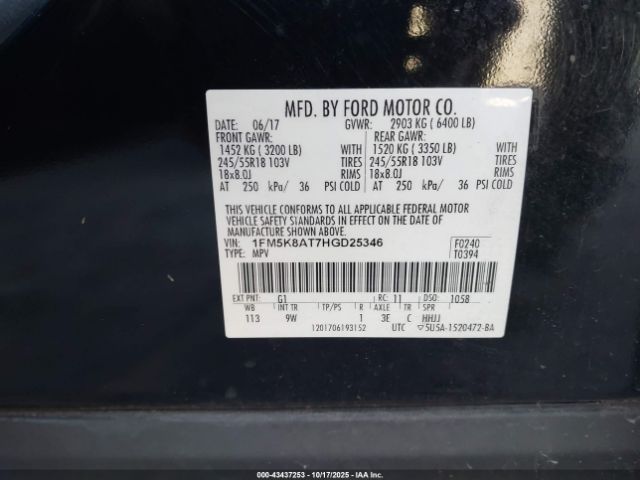 MFD. BY FORD MOTOR CO.
DATE: 06/17 GVWR: 2903 KG ( 6400 LB)
FRONT GAWR: REAR GAWR:
1452 KG ( 3200 LB) WITH 1520 KG ( 3350 LB) WITH
245/55R18 103V TIRES 245/55R18 103V TIRES
18x8.0J RIMS 18x8.0J RIMS
AT 250 kPa/ 36 PSI COLD AT 250 kPa/ 36 PSI COLD
THIS VEHICLE CONFORMS TO ALL APPLICABLE FEDERAL MOTOR
VEHICLE SAFETY STANDARDS IN EFFECT ON THE DATE OF
MANUFACTURE SHOWN ABOVE.
VIN: 1FM5K8AT7HGD25346 F0240
TYPE: MPV T0394
EXT PNT: G1 RC: 11 DSO: 1058
WB INT TR TP/PS R AXLE TR SPR
113 9W 1 3E C HHJJ
1201706193152 UTC ▽5U5A-1520472-BA
000-43437253 - 10/17/2025 - WWW.IAAI.COM